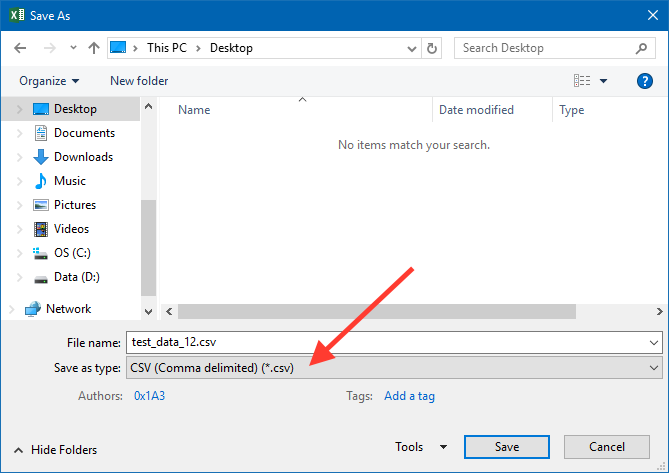 Save As
This PC > Desktop
Search Desktop
Organize
New folder
?
Name
Date modified
Type
Desktop
Documents
Downloads
Music
Pictures
Videos
OS (C:)
Data (D:)
Network
No items match your search.
File name: test_data_12.csv
Save as type: CSV (Comma delimited) (*.csv)
Authors: 0x1A3
Tags: Add a tag
Hide Folders
Tools
Save
Cancel